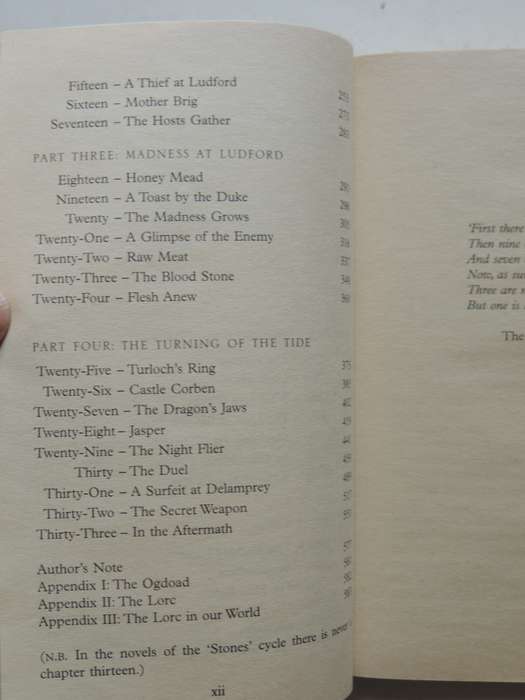 Fifteen – A Thief at Ludford
Sixteen – Mother Brig
Seventeen – The Hosts Gather
PART THREE: MADNESS AT LUDFORD
Eighteen – Honey Mead
Nineteen – A Toast by the Duke
Twenty – The Madness Grows
Twenty-One – A Glimpse of the Enemy
Twenty-Two – Raw Meat
Twenty-Three – The Blood Stone
Twenty-Four – Flesh Anew
PART FOUR: THE TURNING OF THE TIDE
Twenty-Five – Turloch's Ring
Twenty-Six – Castle Corben
Twenty-Seven – The Dragon's Jaws
Twenty-Eight – Jasper
Twenty-Nine – The Night Flier
Thirty – The Duel
Thirty-One – A Surfeit at Delamprey
Thirty-Two – The Secret Weapon
Thirty-Three – In the Aftermath
Author's Note
Appendix I: The Ogdoad
Appendix II: The Lorc
Appendix III: The Lorc in our World
(N.B. In the novels of the 'Stones' cycle there is never
chapter thirteen.)
xii
'First there
Then nine
And seven
Note, as
Three are
But one is
The